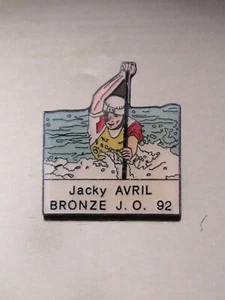 Jacky AVRIL
BRONZE J. O. 92